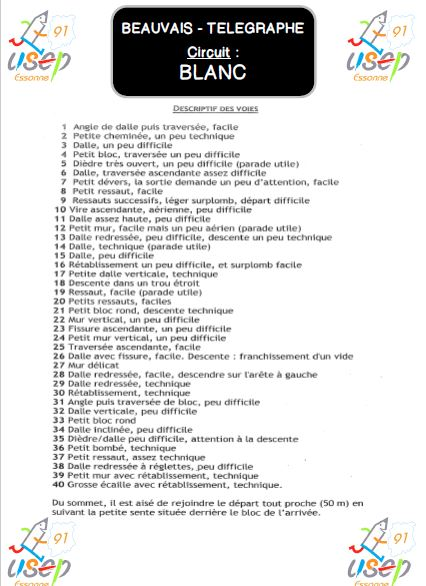 91
usep
Essonne
BEAUVAIS - TELEGRAPHE
Circuit :
BLANC
91
usep
Essonne
DESCRIPTIF DES VOIES
1 Angle de dalle puis traversée, facile
2 Petite cheminée, un peu technique
3 Dalle, un peu difficile
4 Petit bloc, traversée un peu difficile
5 Dièdre très ouvert, un peu difficile (parade utile)
6 Dalle, traversée ascendante assez difficile
7 Petit dévers, la sortie demande un peu d'attention, facile
8 Petit ressaut, facile
9 Ressauts successifs, léger surplomb, départ difficile
10 Vire ascendante, aérienne, peu difficile
11 Dalle assez haute, peu difficile
12 Petit mur, facile mais un peu aérien (parade utile)
13 Dalle redressée, peu difficile, descente un peu technique
14 Dalle, technique (parade utile)
15 Dalle, peu difficile
16 Rétablissement un peu difficile, et surplomb facile
17 Petite dalle verticale, technique
18 Descente dans un trou étroit
19 Ressaut, facile (parade utile)
20 Petits ressauts, faciles
21 Petit bloc rond, descente technique
22 Mur vertical, un peu difficile
23 Fissure ascendante, un peu difficile
24 Petit mur vertical, un peu difficile
25 Traversée ascendante, facile
26 Dalle avec fissure, facile. Descente : franchissement d'un vide
27 Mur délicat
28 Dalle redressée, facile, descendre sur l'arête à gauche
29 Dalle redressée, technique
30 Rétablissement, technique
31 Angle puis traversée de bloc, peu difficile
32 Dalle verticale, peu difficile
33 Petit bloc rond
34 Dalle inclinée, peu difficile
35 Dièdre/dalle peu difficile, attention à la descente
36 Petit bombé, technique
37 Petit ressaut, assez technique
38 Dalle redressée à réglettes, peu difficile
39 Petit mur avec rétablissement, technique
40 Grosse écaille avec rétablissement, technique.
Du sommet, il est aisé de rejoindre le départ tout proche (50 m) en
suivant la petite sente située derrière le bloc de l'arrivée.
91
usep
Essonne
91
usep
Essonne